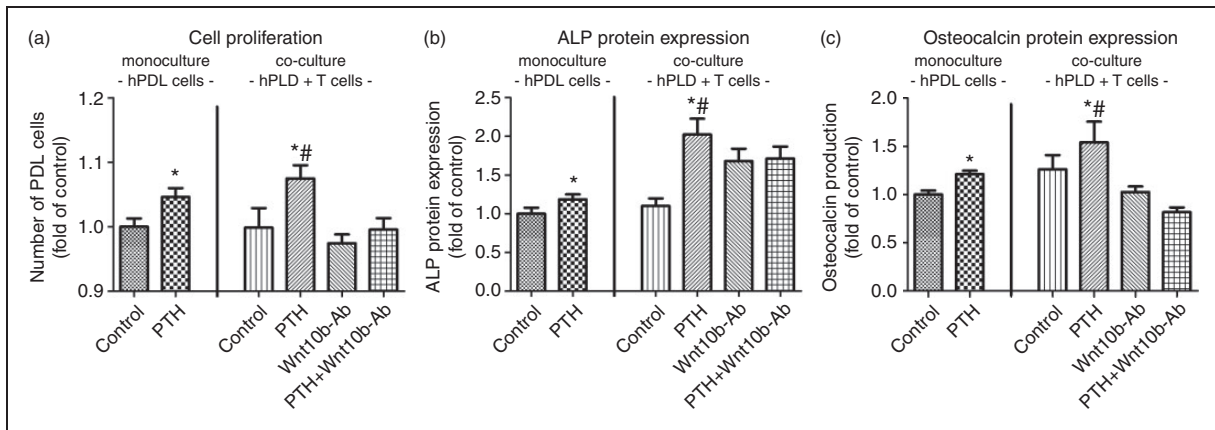 (a) Cell proliferation
monoculture co-culture
- hPDL cells - - hPLD + T cells -
Number of PDL cells
(fold of control)
1.2
1.1
1.0
0.9
* *#
Control PTH Control PTH Wnt10b-Ab PTH+Wnt10b-Ab
(b) ALP protein expression
monoculture co-culture
- hPDL cells - - hPLD + T cells -
ALP protein expression
(fold of control)
2.5
2.0
1.5
1.0
0.5
0.0
* *#
Control PTH Control PTH Wnt10b-Ab PTH+Wnt10b-Ab
(c) Osteocalcin protein expression
monoculture co-culture
- hPDL cells - - hPLD + T cells -
Osteocalcin production
(fold of control)
2.0
1.5
1.0
0.5
0.0
* *#
Control PTH Control PTH Wnt10b-Ab PTH+Wnt10b-Ab